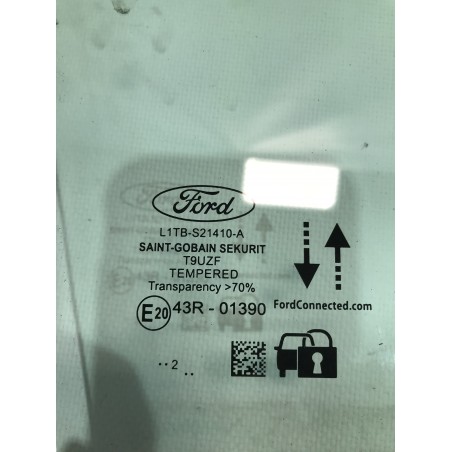 Ford
L1TB-S21410-A
SAINT-GOBAIN SEKURIT
T9UZF
TEMPERED
Transparency >70%
E20 43R - 01390
FordConnected.com
··2 ··